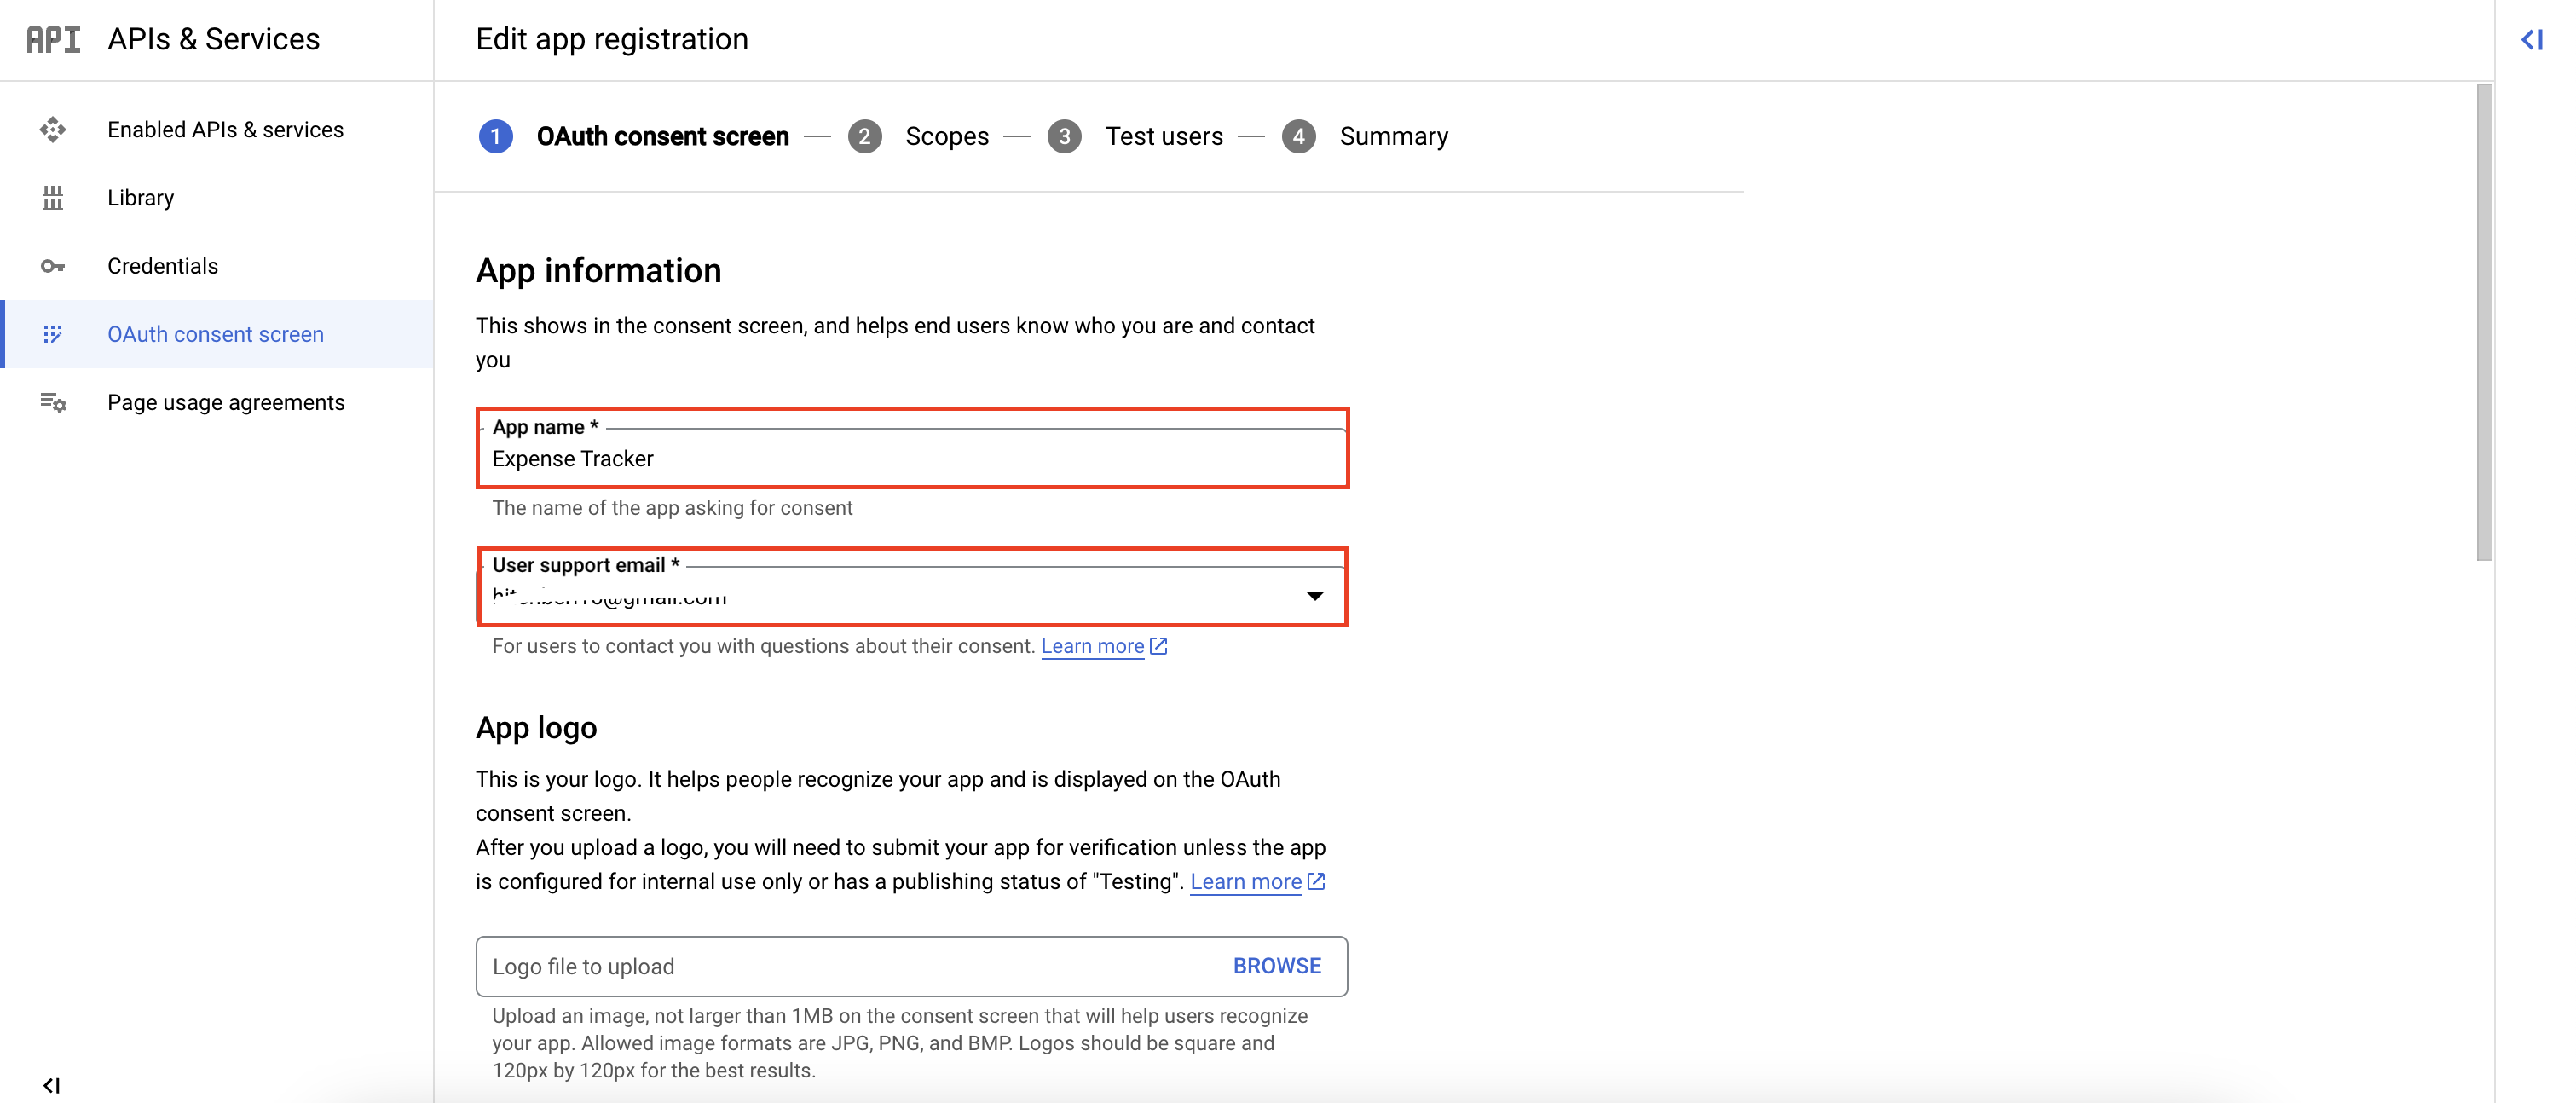 API APIs & Services
Edit app registration
Enabled APIs & services
Library
Credentials
OAuth consent screen
Page usage agreements
1 OAuth consent screen — 2 Scopes — 3 Test users — 4 Summary
App information
This shows in the consent screen, and helps end users know who you are and contact
you
App name *
Expense Tracker
The name of the app asking for consent
User support email *
For users to contact you with questions about their consent. Learn more
App logo
This is your logo. It helps people recognize your app and is displayed on the OAuth
consent screen.
After you upload a logo, you will need to submit your app for verification unless the app
is configured for internal use only or has a publishing status of "Testing". Learn more
Logo file to upload BROWSE
Upload an image, not larger than 1MB on the consent screen that will help users recognize
your app. Allowed image formats are JPG, PNG, and BMP. Logos should be square and
120px by 120px for the best results.